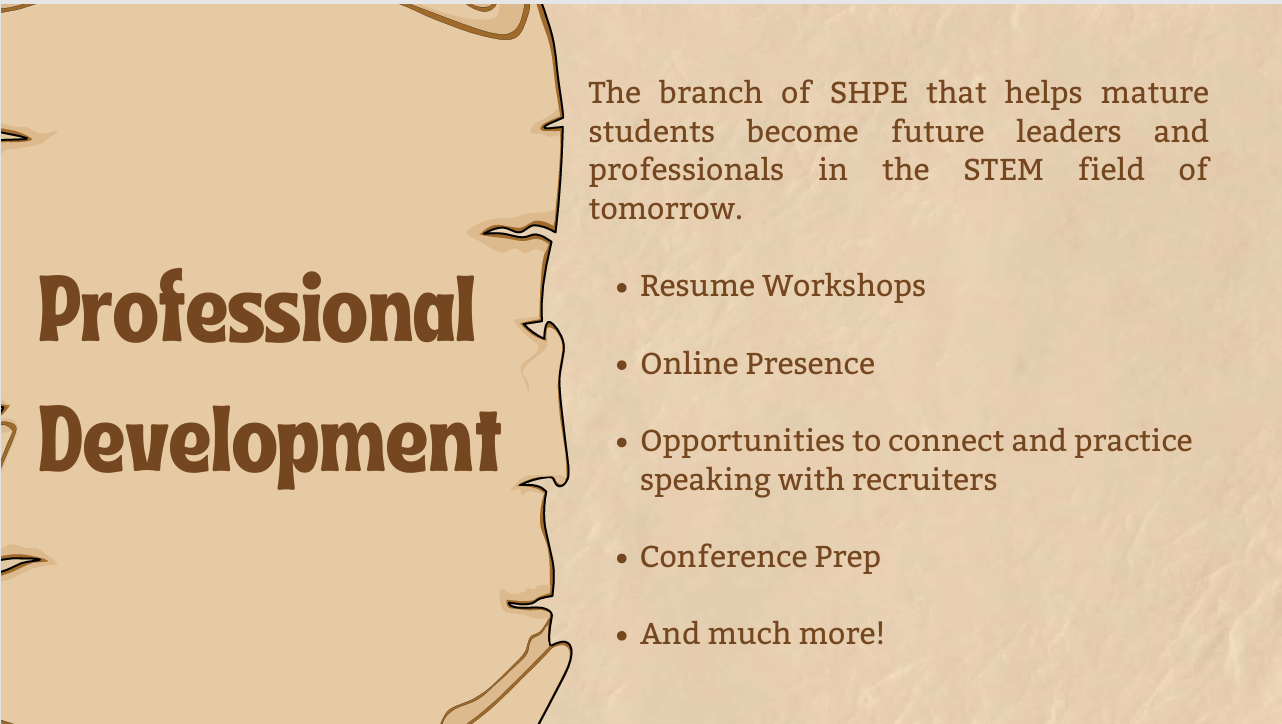 Professional
Development
The branch of SHPE that helps mature
students become future leaders and
professionals in the STEM field of
tomorrow.
• Resume Workshops
• Online Presence
• Opportunities to connect and practice
speaking with recruiters
• Conference Prep
• And much more!